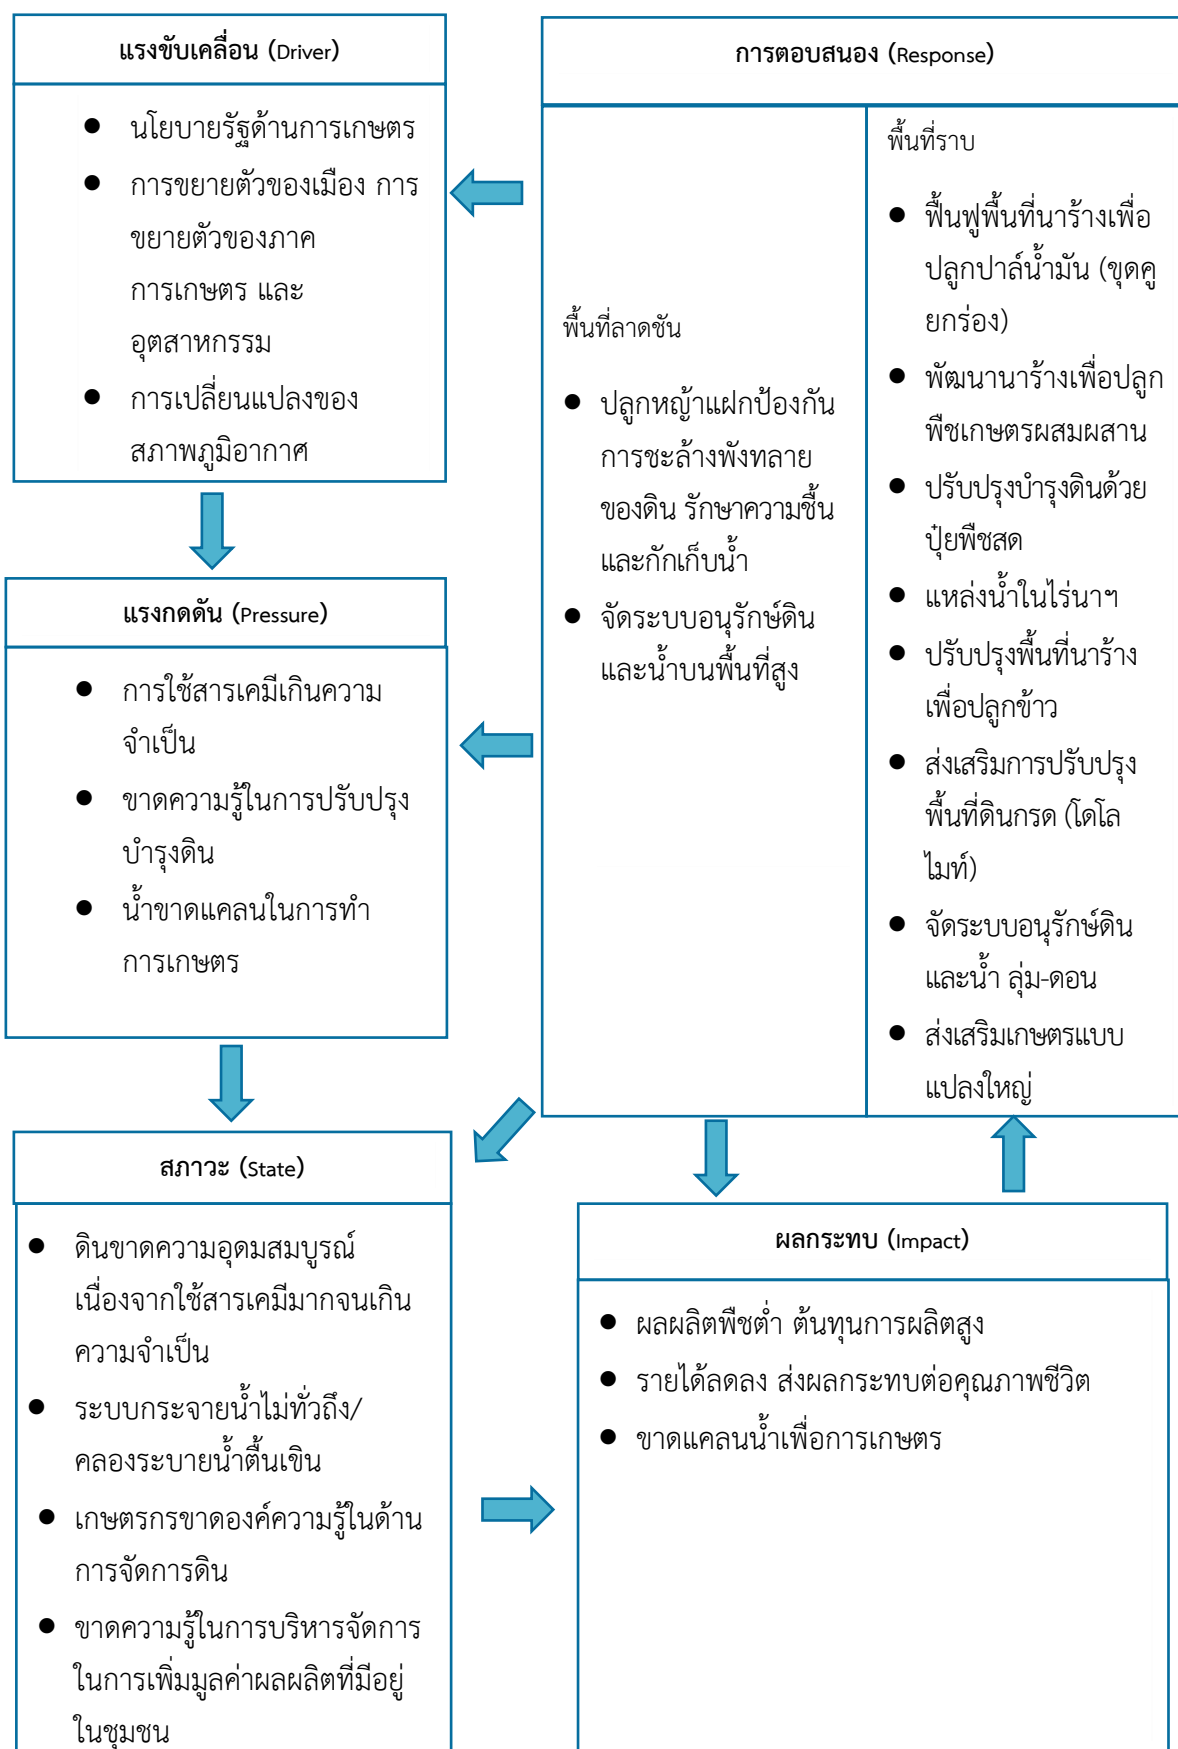 แรงขับเคลื่อน (Driver)
● นโยบายรัฐด้านการเกษตร
● การขยายตัวของเมือง การ
ขยายตัวของภาค
การเกษตร และ
อุตสาหกรรม
● การเปลี่ยนแปลงของ
สภาพภูมิอากาศ
แรงกดดัน (Pressure)
● การใช้สารเคมีเกินความ
จำเป็น
● ขาดความรู้ในการปรับปรุง
บำรุงดิน
● น้ำขาดแคลนในการทำ
การเกษตร
สภาวะ (State)
● ดินขาดความอุดมสมบูรณ์
เนื่องจากใช้สารเคมีมากจนเกิน
ความจำเป็น
● ระบบกระจายน้ำไม่ทั่วถึง/
คลองระบายน้ำตื้นเขิน
● เกษตรกรขาดองค์ความรู้ในด้าน
การจัดการดิน
● ขาดความรู้ในการบริหารจัดการ
ในการเพิ่มมูลค่าผลผลิตที่มีอยู่
ในชุมชน
การตอบสนอง (Response)
พื้นที่ลาดชัน
● ปลูกหญ้าแฝกป้องกัน
การชะล้างพังทลาย
ของดิน รักษาความชื้น
และกักเก็บน้ำ
● จัดระบบอนุรักษ์ดิน
และน้ำบนพื้นที่สูง
พื้นที่ราบ
● ฟื้นฟูพื้นที่นาร้างเพื่อ
ปลูกปาล์น้ำมัน (ขุดคู
ยกร่อง)
● พัฒนานาร้างเพื่อปลูก
พืชเกษตรผสมผสาน
● ปรับปรุงบำรุงดินด้วย
ปุ๋ยพืชสด
● แหล่งน้ำในไร่นาฯ
● ปรับปรุงพื้นที่นาร้าง
เพื่อปลูกข้าว
● ส่งเสริมการปรับปรุง
พื้นที่ดินกรด (โดโล
ไมท์)
● จัดระบบอนุรักษ์ดิน
และน้ำ ลุ่ม-ดอน
● ส่งเสริมเกษตรแบบ
แปลงใหญ่
ผลกระทบ (Impact)
● ผลผลิตพืชต่ำ ต้นทุนการผลิตสูง
● รายได้ลดลง ส่งผลกระทบต่อคุณภาพชีวิต
● ขาดแคลนน้ำเพื่อการเกษตร